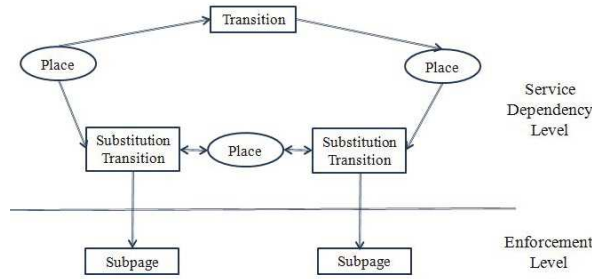 Transition
Place
Place
Service
Dependency
Level
Substitution
Transition
Place
Substitution
Transition
Subpage
Subpage
Enforcement
Level